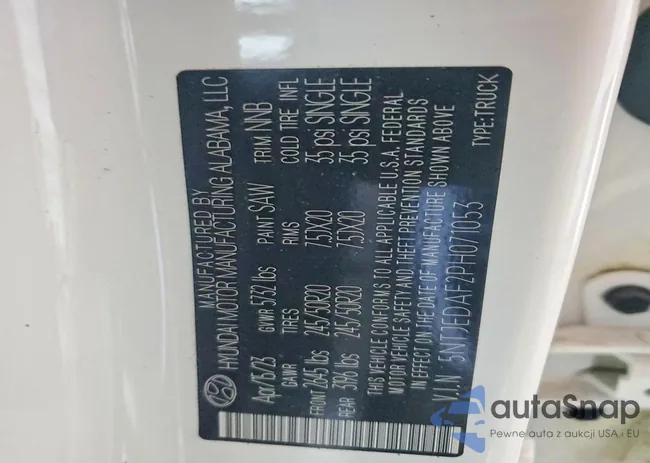 MANUFACTURED BY
HYUNDAI MOTOR MANUFACTURING ALABAMA, LLC
Apr/15/23 GVWR 5732 lbs PAINT SAW TRIM NNB
GAWR TIRES RIMS COLD TIRE INFL
FRONT 2645 lbs 245/50R20 7.5JX20 35 psi SINGLE
REAR 3196 lbs 245/50R20 7.5JX20 35 psi SINGLE
THIS VEHICLE CONFORMS TO ALL APPLICABLE U.S.A. FEDERAL
MOTOR VEHICLE SAFETY AND THEFT PREVENTION STANDARDS
IN EFFECT ON THE DATE OF MANUFACTURE SHOWN ABOVE
V.I.N. 5NTJEDAF2PH071053 TYPE:TRUCK
autoSnap
Pewne auta z aukcji USA i EU